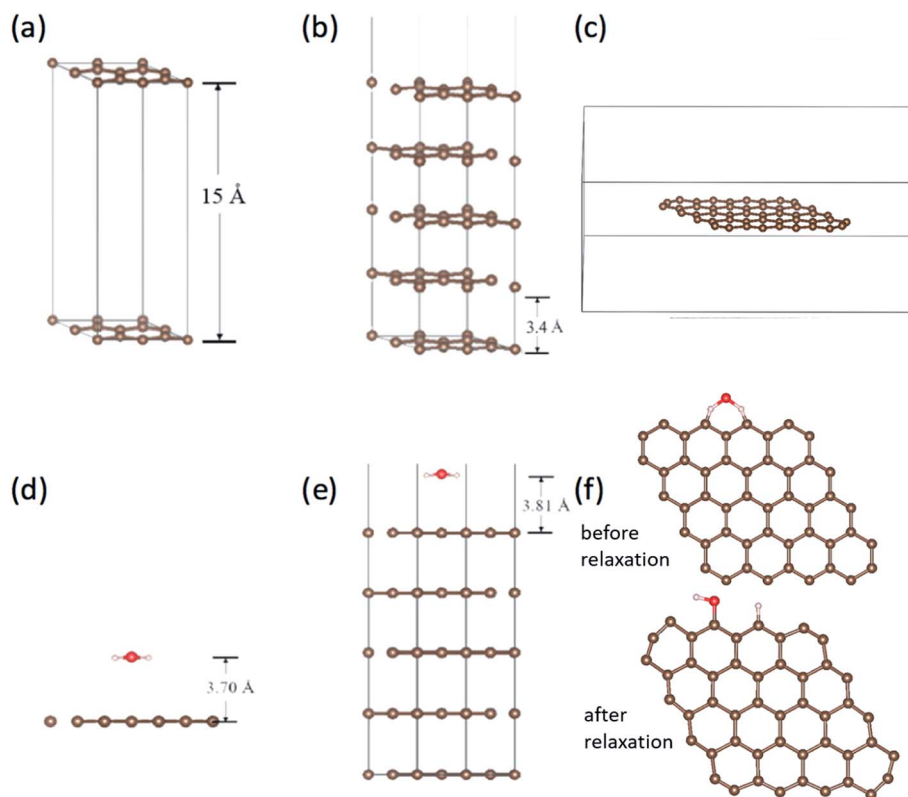 (a)
(b)
(c)
15 Å
3.4 Å
(d)
(e)
(f)
3.81 Å
before
relaxation
3.70 Å
after
relaxation